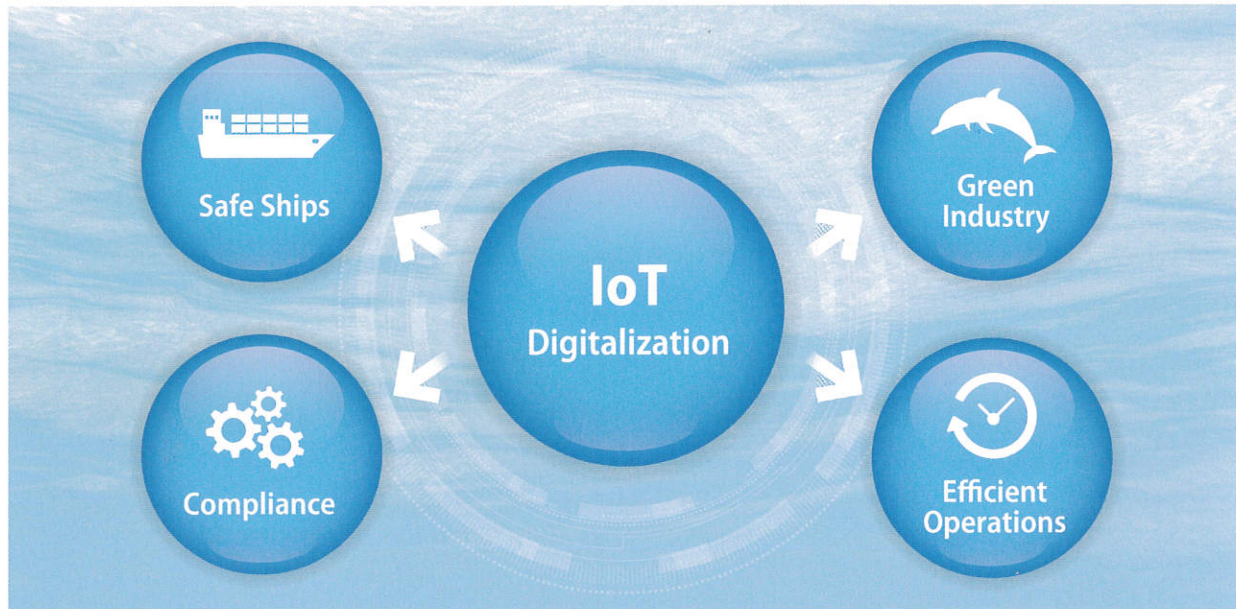 Safe Ships
Green
Industry
IoT
Digitalization
Compliance
Efficient
Operations